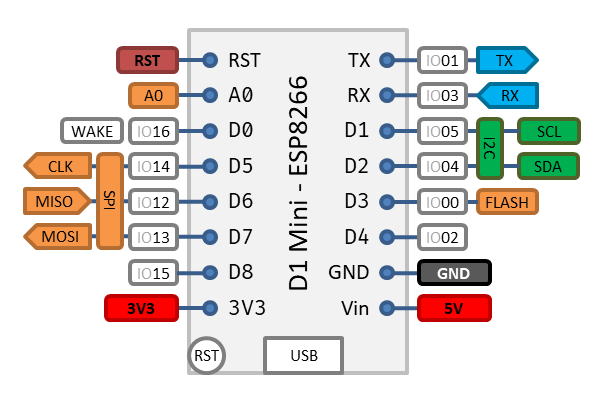 RST RST TX IO01 TX
A0 A0 RX IO03 RX
WAKE IO16 D0 D1 IO05 SCL
CLK IO14 D5 D2 IO04 SDA
MISO IO12 D6 D3 IO00 FLASH
MOSI IO13 D7 D4 IO02
IO15 D8 GND GND
3V3 3V3 Vin 5V
SPI
D1 Mini - ESP8266
I2C
RST USB